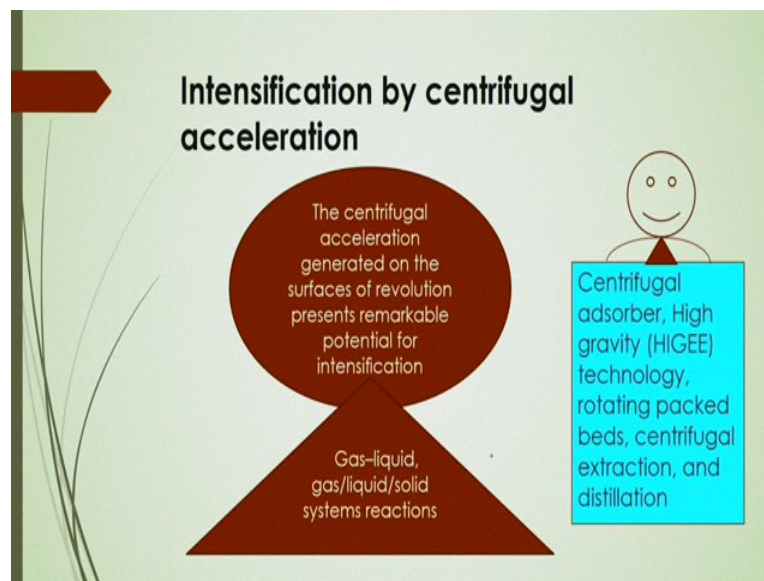 Intensification by centrifugal
acceleration
The centrifugal
acceleration
generated on the
surfaces of revolution
presents remarkable
potential for
intensification
Gas–liquid,
gas/liquid/solid
systems reactions
Centrifugal
adsorber, High
gravity (HIGEE)
technology,
rotating packed
beds, centrifugal
extraction, and
distillation